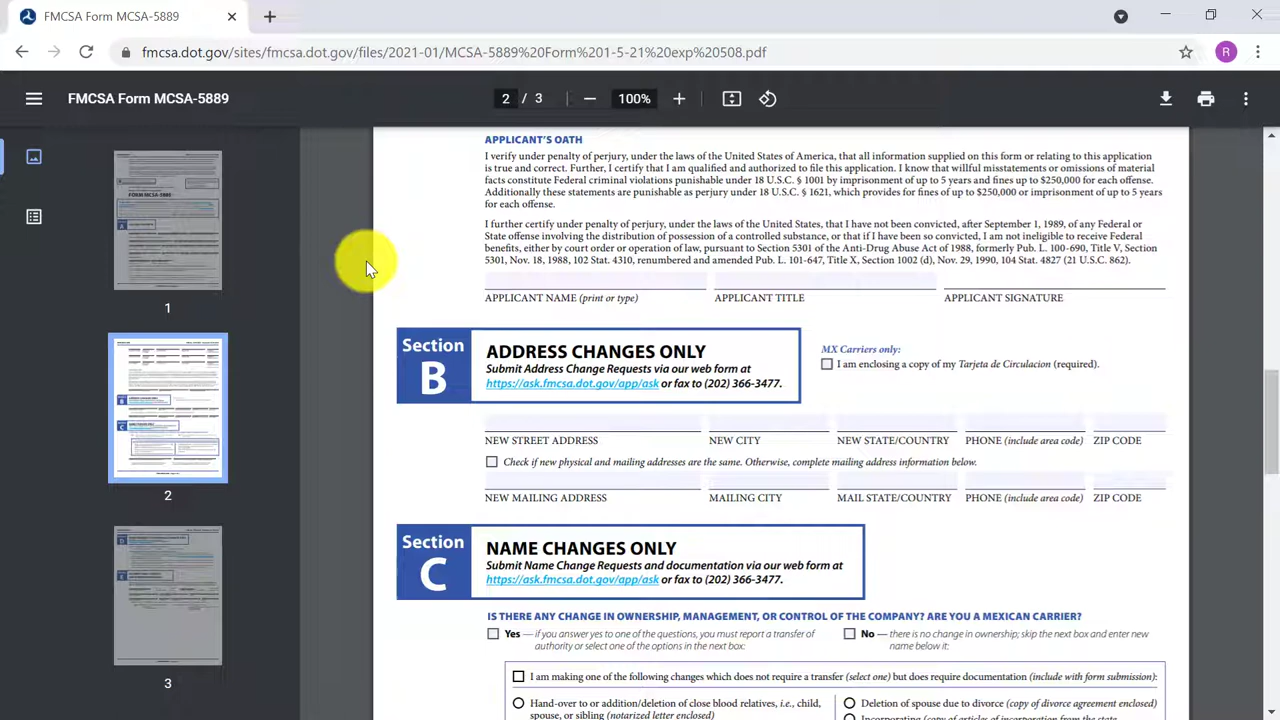 FMCSA Form MCSA-5889
R
fmcsa.dot.gov/sites/fmcsa.dot.gov/files/2021-01/MCSA-5889%20Form%201-5-21%20exp%20508.pdf
FMCSA Form MCSA-5889
2 / 3
100%
1
2
3
APPLICANT'S OATH
I verify under penalty of perjury, under the laws of the United States of America, that all information supplied on this form or relating to this application
is true and correct. Further, I certify that I am qualified and authorized to file this application. I know that willful misstatements or omissions of material
facts constitute Federal criminal violations punishable under 18 U.S.C. § 1001 by imprisonment of up to 5 years and fines up to $250,000 for each offense.
Additionally these statements are punishable as perjury under 18 U.S.C. § 1621, which provides for fines of up to $250,000 or imprisonment of up to 5 years
for each offense.
I further certify under penalty of perjury, under the laws of the United States, that I have not been convicted, after September 1, 1989, of any Federal or
State offense involving the distribution of possession of a controlled substance, or that if I have been so convicted, I am not ineligible to receive Federal
benefits, either by court order or operation of law, pursuant to Section 5301 of the Anti-Drug Abuse Act of 1988, formerly Pub. L. 100-690, Title V, Section
5301, Nov. 18, 1988, 102 Stat. 4310, renumbered and amended Pub. L. 101-647, Title X, Section 1002 (d), Nov. 29, 1990, 104 Stat. 4827 (21 U.S.C. 862).
APPLICANT NAME (print or type) APPLICANT TITLE APPLICANT SIGNATURE
Section B
ADDRESS CHANGES ONLY
Submit Address Change Requests via our web form at
https://ask.fmcsa.dot.gov/app/ask or fax to (202) 366-3477.
MX Carriers only:
I am enclosing a copy of my Tarjeta de Circulacion (required).
NEW STREET ADDRESS NEW CITY NEW STATE/COUNTRY PHONE (include area code) ZIP CODE
Check if new physical and mailing addresses are the same. Otherwise, complete mailing address information below.
NEW MAILING ADDRESS MAILING CITY MAIL STATE/COUNTRY PHONE (include area code) ZIP CODE
Section C
NAME CHANGES ONLY
Submit Name Change Requests and documentation via our web form at
https://ask.fmcsa.dot.gov/app/ask or fax to (202) 366-3477.
IS THERE ANY CHANGE IN OWNERSHIP, MANAGEMENT, OR CONTROL OF THE COMPANY? ARE YOU A MEXICAN CARRIER?
Yes — if you answer yes to one of the questions, you must report a transfer of
authority or select one of the options in the next box:
No — there is no change in ownership; skip the next box and enter new
name below it:
I am making one of the following changes which does not require a transfer (select one) but does require documentation (include with form submission):
Hand-over to or addition/deletion of close blood relatives, i.e., child,
spouse, or sibling (notarized letter enclosed)
Deletion of spouse due to divorce (copy of divorce agreement enclosed)
Incorporating (copy of articles of incorporation from the state